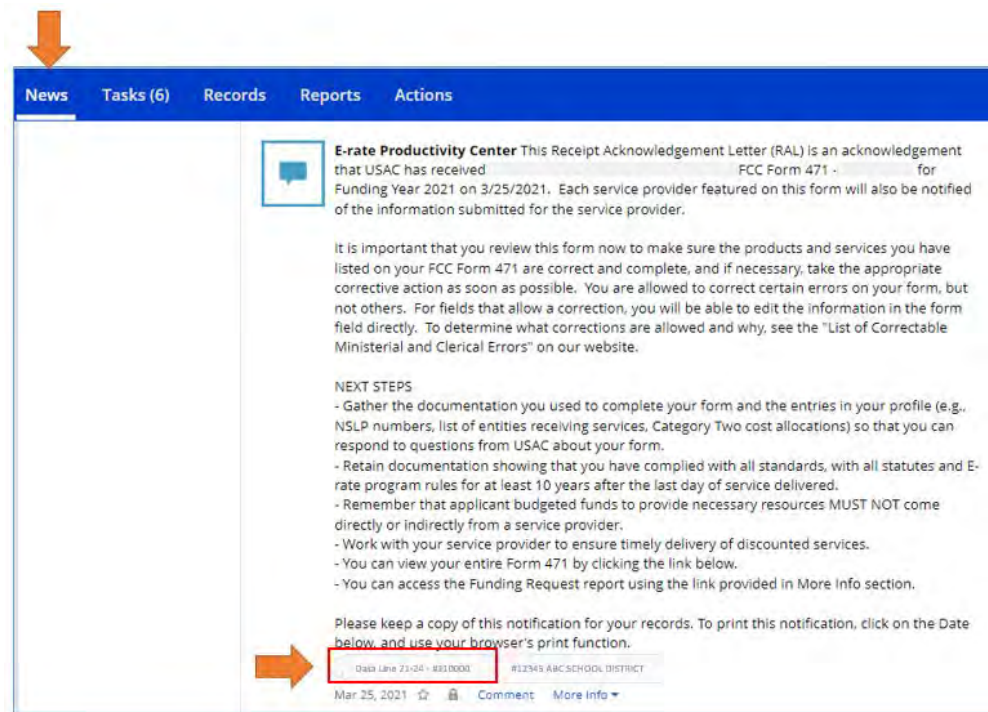 News Tasks (6) Records Reports Actions
E-rate Productivity Center This Receipt Acknowledgement Letter (RAL) is an acknowledgement
that USAC has received FCC Form 471 - for
Funding Year 2021 on 3/25/2021. Each service provider featured on this form will also be notified
of the information submitted for the service provider.
It is important that you review this form now to make sure the products and services you have
listed on your FCC Form 471 are correct and complete, and if necessary, take the appropriate
corrective action as soon as possible. You are allowed to correct certain errors on your form, but
not others. For fields that allow a correction, you will be able to edit the information in the form
field directly. To determine what corrections are allowed and why, see the "List of Correctable
Ministerial and Clerical Errors" on our website.
NEXT STEPS
- Gather the documentation you used to complete your form and the entries in your profile (e.g.,
NSLP numbers, list of entities receiving services, Category Two cost allocations) so that you can
respond to questions from USAC about your form.
- Retain documentation showing that you have complied with all standards, with all statutes and E-
rate program rules for at least 10 years after the last day of service delivered.
- Remember that applicant budgeted funds to provide necessary resources MUST NOT come
directly or indirectly from a service provider.
- Work with your service provider to ensure timely delivery of discounted services.
- You can view your entire Form 471 by clicking the link below.
- You can access the Funding Request report using the link provided in More Info section.
Please keep a copy of this notification for your records. To print this notification, click on the Date
below, and use your browser's print function.
Data Line 21-24 - #310000 #12345 ABC SCHOOL DISTRICT
Mar 25, 2021 Comment More Info